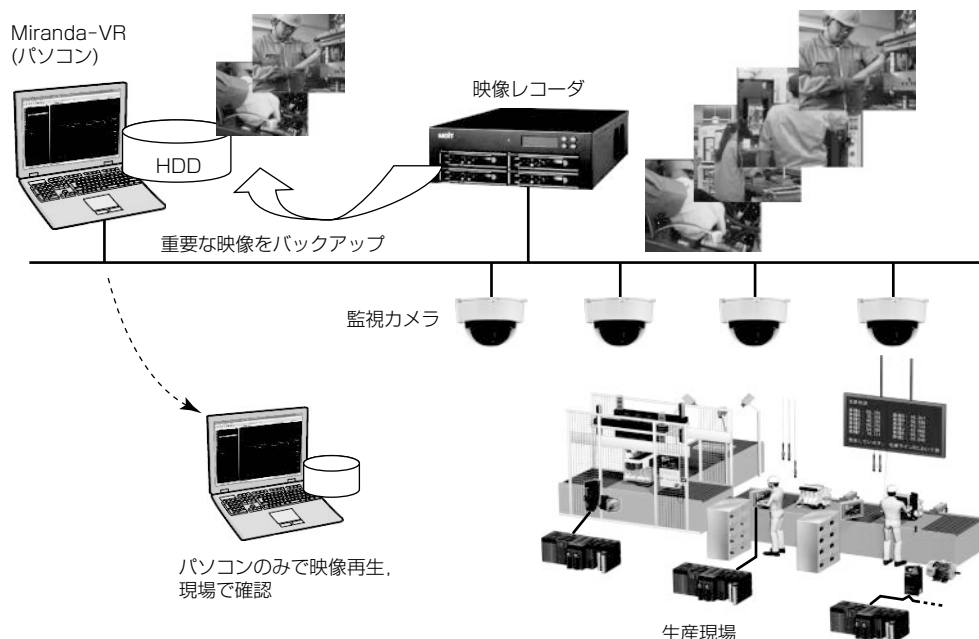 Miranda-VR
(パソコン)
映像レコーダ
HDD
重要な映像をバックアップ
監視カメラ
パソコンのみで映像再生,
現場で確認
生産現場